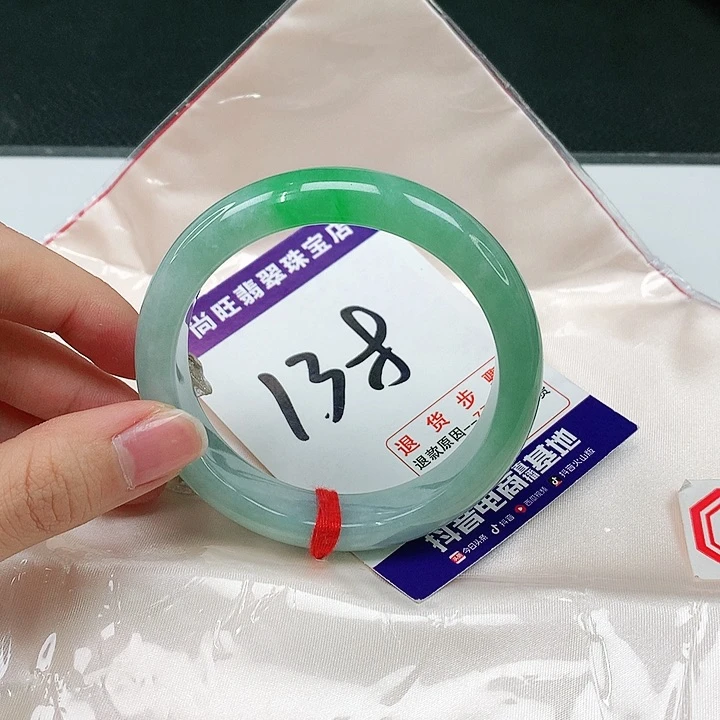 尚旺翡翠珠宝店
138
退货步
退款原因--7
货
抖音电商直播基地
今日头条 抖音 西瓜视频 抖音火山版